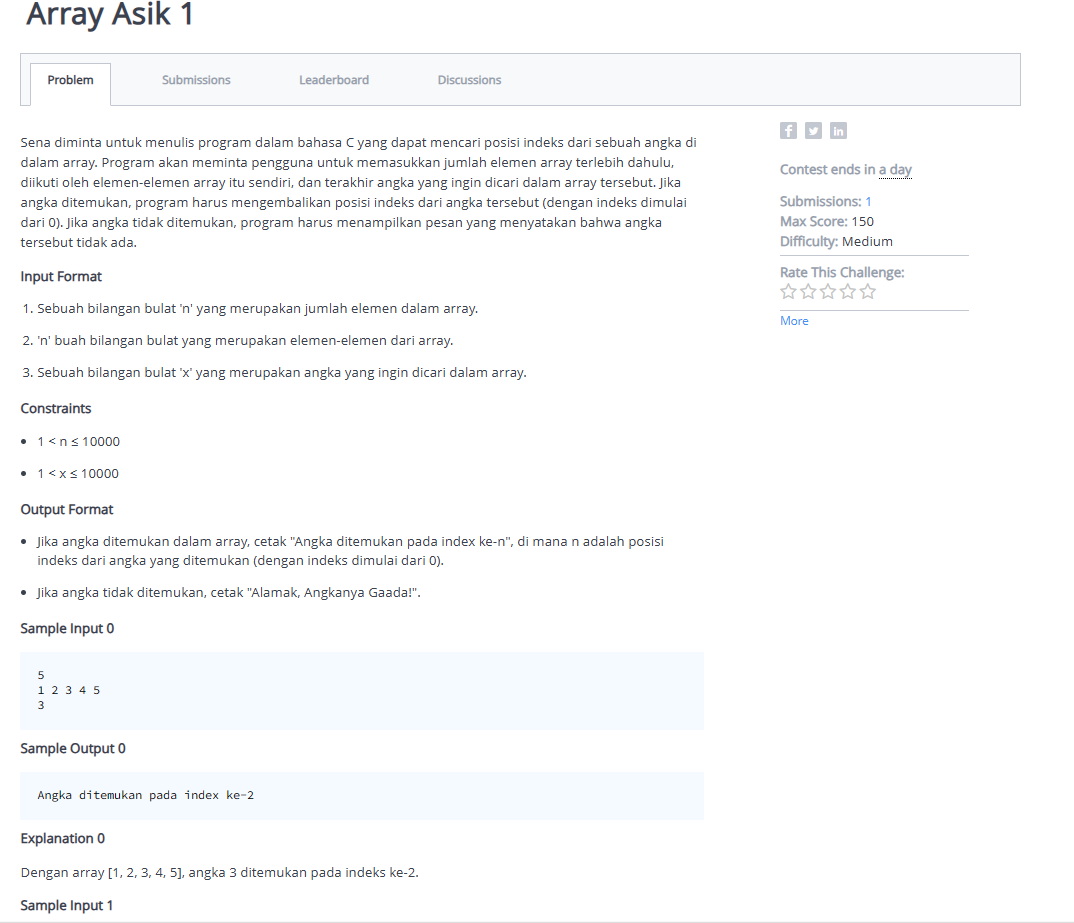 Array Asik 1
Problem
Submissions
Leaderboard
Discussions
Sena diminta untuk menulis program dalam bahasa C yang dapat mencari posisi indeks dari sebuah angka di
dalam array. Program akan meminta pengguna untuk memasukkan jumlah elemen array terlebih dahulu,
diikuti oleh elemen-elemen array itu sendiri, dan terakhir angka yang ingin dicari dalam array tersebut. Jika
angka ditemukan, program harus mengembalikan posisi indeks dari angka tersebut (dengan indeks dimulai
dari 0). Jika angka tidak ditemukan, program harus menampilkan pesan yang menyatakan bahwa angka
tersebut tidak ada.
Input Format
1. Sebuah bilangan bulat 'n' yang merupakan jumlah elemen dalam array.
2. 'n' buah bilangan bulat yang merupakan elemen-elemen dari array.
3. Sebuah bilangan bulat 'x' yang merupakan angka yang ingin dicari dalam array.
Constraints
• 1 < n ≤ 10000
• 1 < x ≤ 10000
Output Format
• Jika angka ditemukan dalam array, cetak "Angka ditemukan pada index ke-n", di mana n adalah posisi
indeks dari angka yang ditemukan (dengan indeks dimulai dari 0).
• Jika angka tidak ditemukan, cetak "Alamak, Angkanya Gaada!".
Sample Input 0
5
1 2 3 4 5
3
Sample Output 0
Angka ditemukan pada index ke-2
Explanation 0
Dengan array [1, 2, 3, 4, 5], angka 3 ditemukan pada indeks ke-2.
Sample Input 1
f
in
Contest ends in a day
Submissions: 1
Max Score: 150
Difficulty: Medium
Rate This Challenge:
More